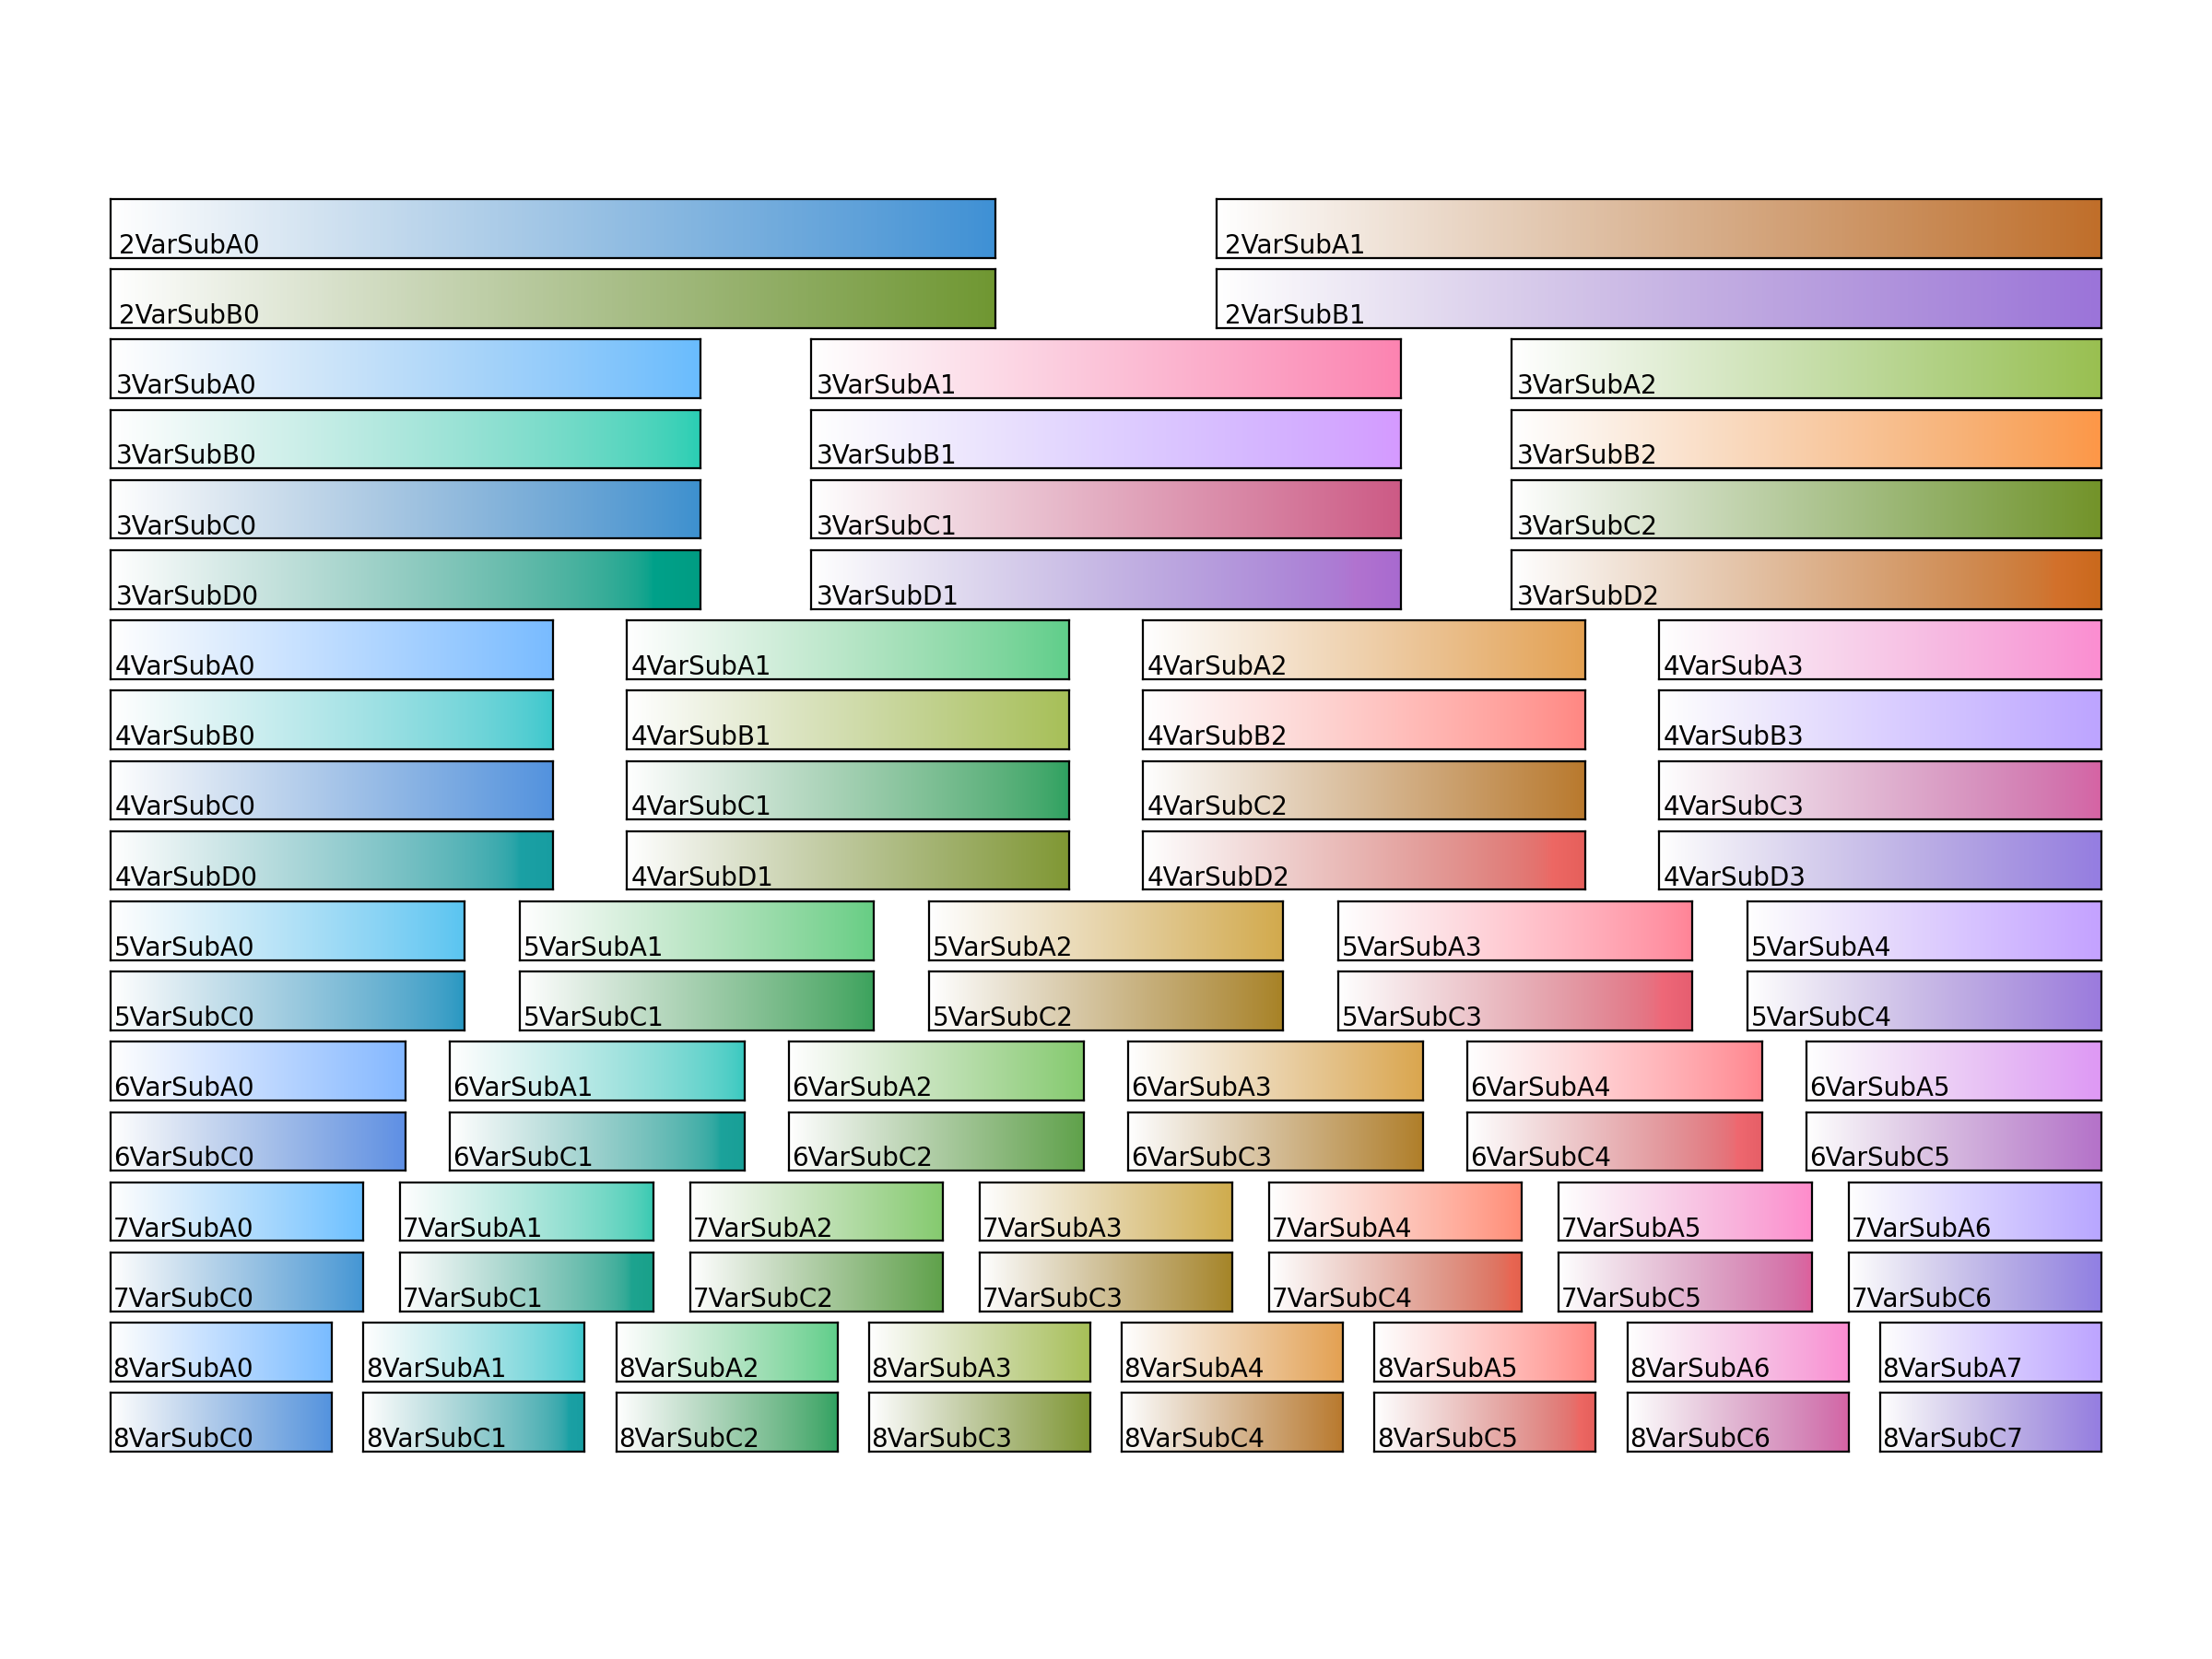 2VarSubA0 2VarSubA1
2VarSubB0 2VarSubB1
3VarSubA0 3VarSubA1 3VarSubA2
3VarSubB0 3VarSubB1 3VarSubB2
3VarSubC0 3VarSubC1 3VarSubC2
3VarSubD0 3VarSubD1 3VarSubD2
4VarSubA0 4VarSubA1 4VarSubA2 4VarSubA3
4VarSubB0 4VarSubB1 4VarSubB2 4VarSubB3
4VarSubC0 4VarSubC1 4VarSubC2 4VarSubC3
4VarSubD0 4VarSubD1 4VarSubD2 4VarSubD3
5VarSubA0 5VarSubA1 5VarSubA2 5VarSubA3 5VarSubA4
5VarSubC0 5VarSubC1 5VarSubC2 5VarSubC3 5VarSubC4
6VarSubA0 6VarSubA1 6VarSubA2 6VarSubA3 6VarSubA4 6VarSubA5
6VarSubC0 6VarSubC1 6VarSubC2 6VarSubC3 6VarSubC4 6VarSubC5
7VarSubA0 7VarSubA1 7VarSubA2 7VarSubA3 7VarSubA4 7VarSubA5 7VarSubA6
7VarSubC0 7VarSubC1 7VarSubC2 7VarSubC3 7VarSubC4 7VarSubC5 7VarSubC6
8VarSubA0 8VarSubA1 8VarSubA2 8VarSubA3 8VarSubA4 8VarSubA5 8VarSubA6 8VarSubA7
8VarSubC0 8VarSubC1 8VarSubC2 8VarSubC3 8VarSubC4 8VarSubC5 8VarSubC6 8VarSubC7